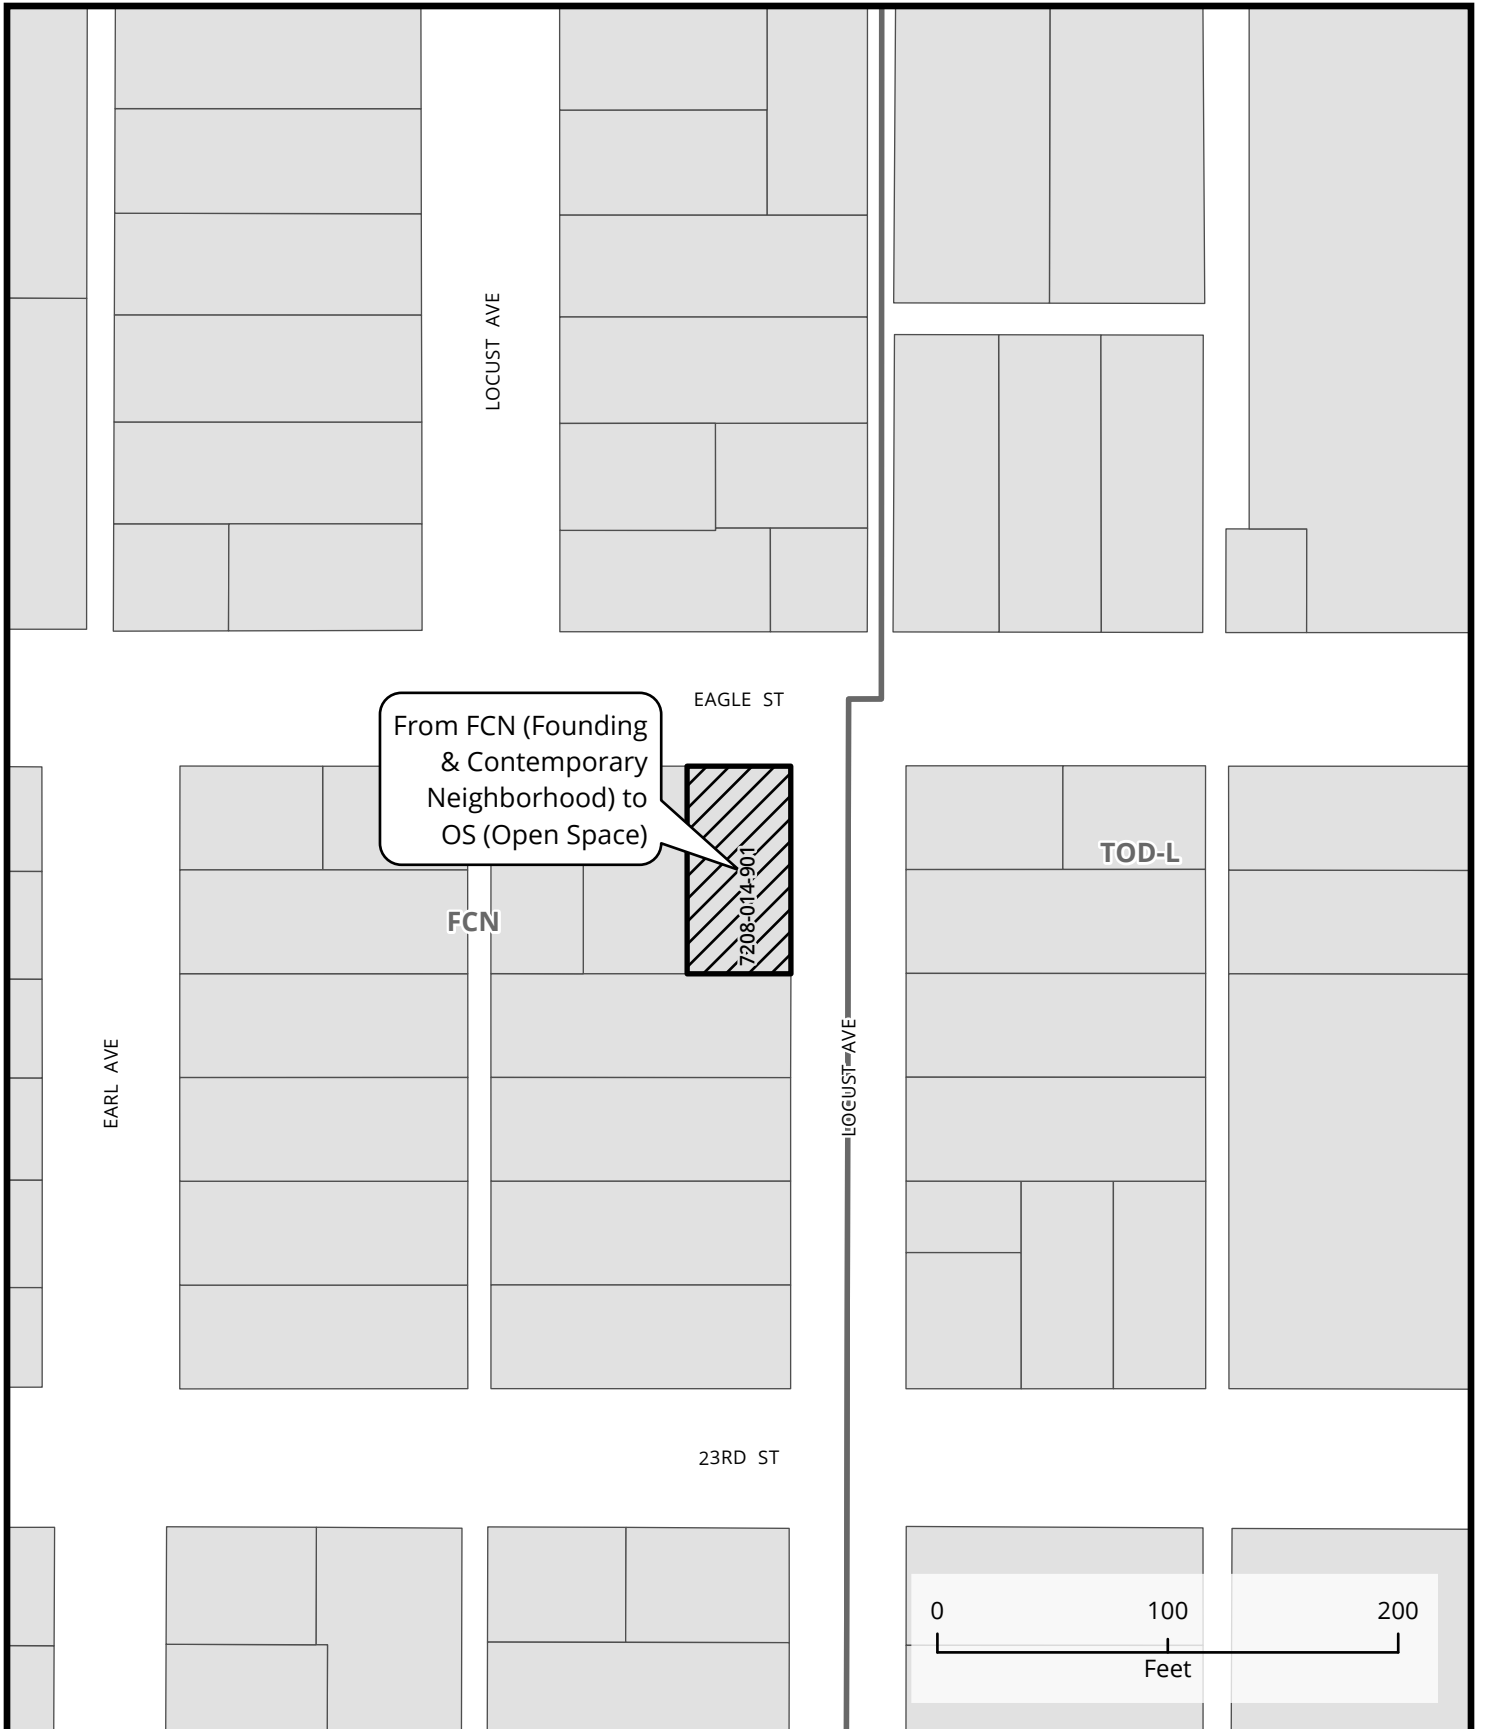 LOCUST AVE
EAGLE ST
From FCN (Founding
& Contemporary
Neighborhood) to
OS (Open Space)
7208-014-901
TOD-L
FCN
EARL AVE
LOCUST AVE
23RD ST
0 100 200
Feet